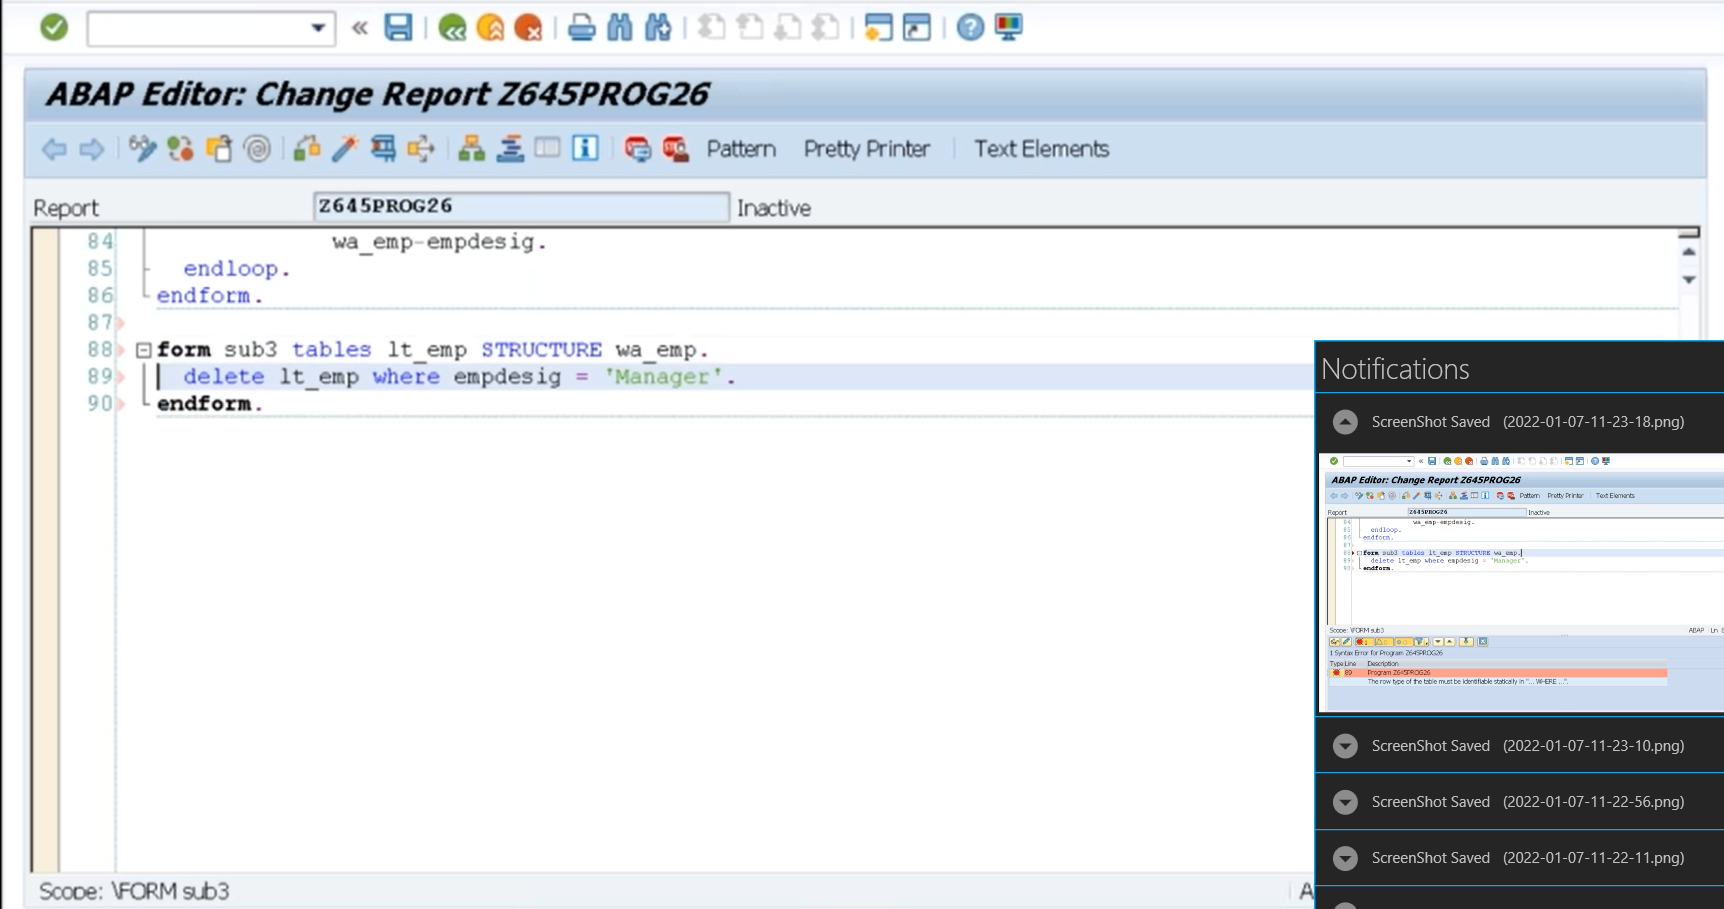 «
ABAP Editor: Change Report Z645PROG26
Pattern Pretty Printer Text Elements
Report Z645PROG26 Inactive
84 wa_emp-empdesig.
85 endloop.
86 endform.
87
88 form sub3 tables lt_emp STRUCTURE wa_emp.
89 delete lt_emp where empdesig = 'Manager'.
90 endform.
Scope: \FORM sub3 A
Notifications
ScreenShot Saved (2022-01-07-11-23-18.png)
ABAP Editor: Change Report Z645PROG26
Pattern Pretty Printer Text Elements
Report Z645PROG26 Inactive
84 wa_emp-empdesig.
85 endloop.
86 endform.
87
88 form sub3 tables lt_emp STRUCTURE wa_emp.
89 delete lt_emp where empdesig = 'Manager'.
90 endform.
Scope: \FORM sub3 ABAP Ln
1 Syntax Error for Program Z645PROG26
Type Line Description
89 Program Z645PROG26
The row type of the table must be identifiable statically in "... WHERE ...".
ScreenShot Saved (2022-01-07-11-23-10.png)
ScreenShot Saved (2022-01-07-11-22-56.png)
ScreenShot Saved (2022-01-07-11-22-11.png)